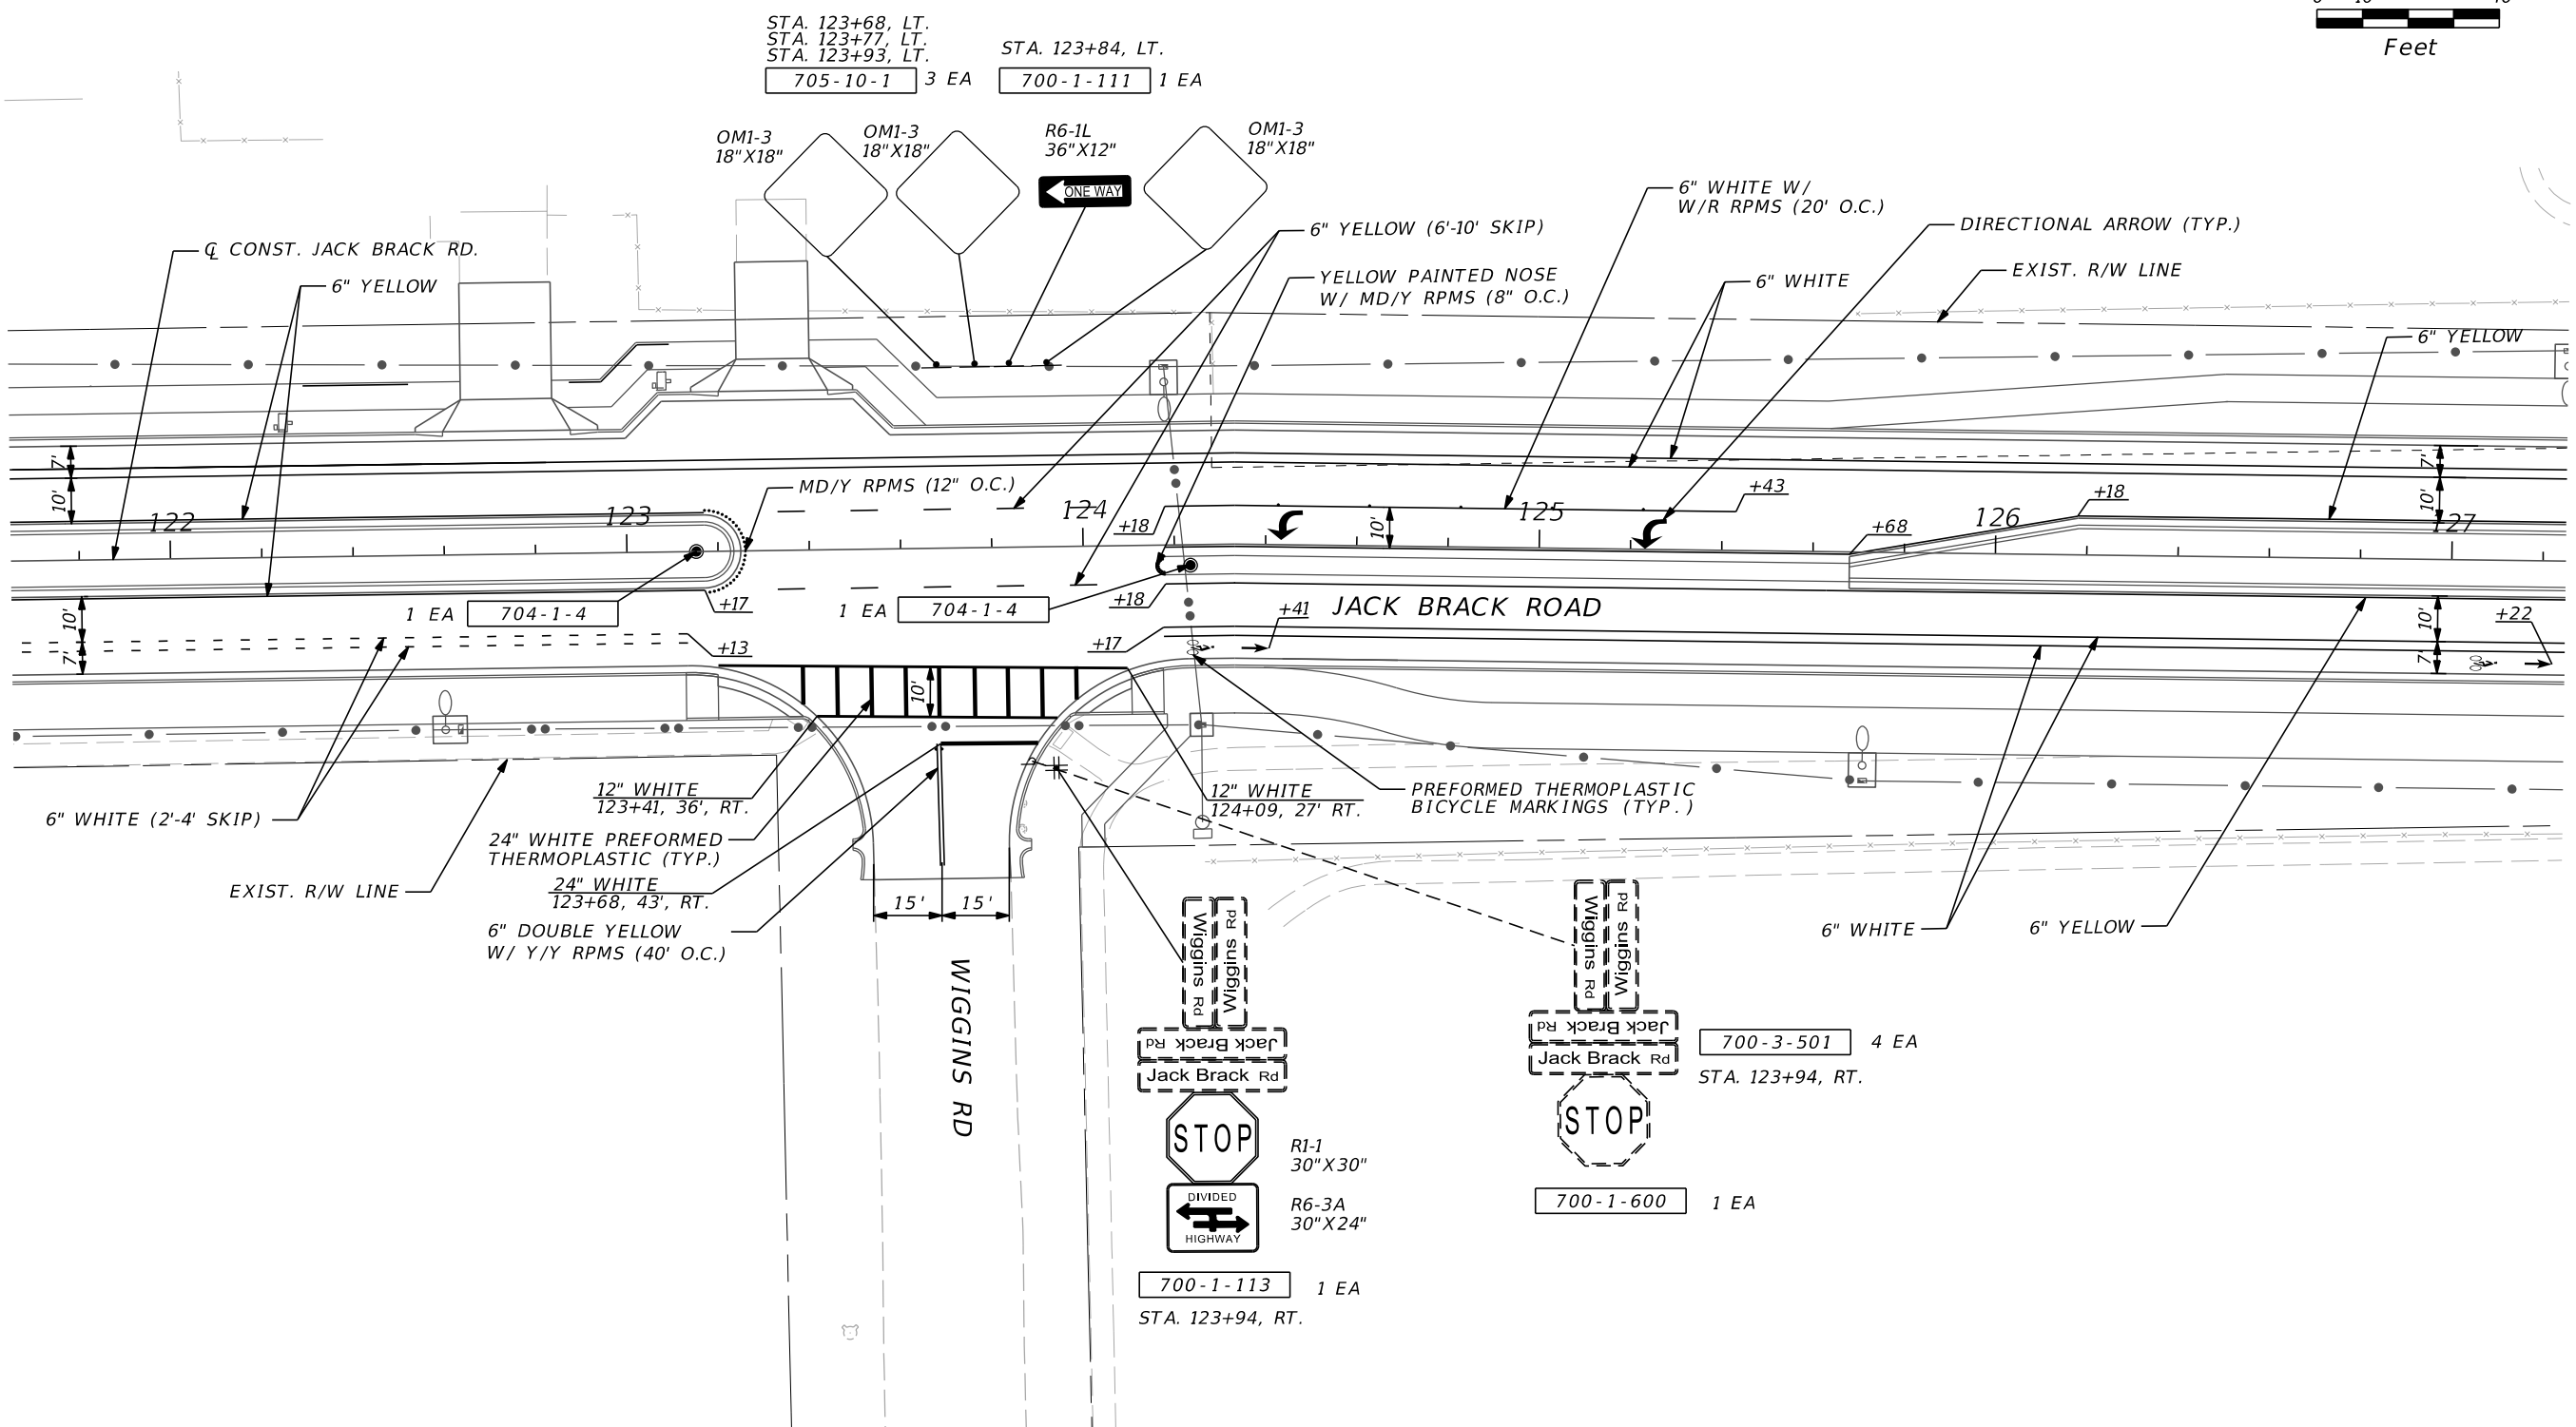 STA. 123+68, LT.
STA. 123+77, LT.
STA. 123+93, LT.
705-10-1 3 EA
STA. 123+84, LT.
700-1-111 1 EA
Feet
OM1-3
18"X18"
OM1-3
18"X18"
R6-1L
36"X12"
ONE WAY
OM1-3
18"X18"
6" WHITE W/
W/R RPMS (20' O.C.)
DIRECTIONAL ARROW (TYP.)
6" YELLOW (6'-10' SKIP)
℄ CONST. JACK BRACK RD.
6" YELLOW
YELLOW PAINTED NOSE
W/ MD/Y RPMS (8" O.C.)
6" WHITE
EXIST. R/W LINE
6" YELLOW
7'
10'
MD/Y RPMS (12" O.C.)
122
123
124
125
126
127
+18
10'
+43
+68
+18
7'
10'
1 EA 704-1-4
+17
1 EA 704-1-4
+18
JACK BRACK ROAD
+41
+22
10'
7'
+13
+17
10'
10'
7'
6" WHITE (2'-4' SKIP)
12" WHITE
123+41, 36', RT.
24" WHITE PREFORMED
THERMOPLASTIC (TYP.)
EXIST. R/W LINE
24" WHITE
123+68, 43', RT.
6" DOUBLE YELLOW
W/ Y/Y RPMS (40' O.C.)
15' 15'
12" WHITE
124+09, 27' RT.
PREFORMED THERMOPLASTIC
BICYCLE MARKINGS (TYP.)
6" WHITE
6" YELLOW
WIGGINS RD
Wiggins Rd
Wiggins Rd
Jack Brack Rd
Jack Brack Rd
STOP
R1-1
30"X30"
DIVIDED
HIGHWAY
R6-3A
30"X24"
700-1-113 1 EA
STA. 123+94, RT.
Wiggins Rd
Wiggins Rd
Jack Brack Rd
Jack Brack Rd
STOP
700-3-501 4 EA
STA. 123+94, RT.
700-1-600 1 EA